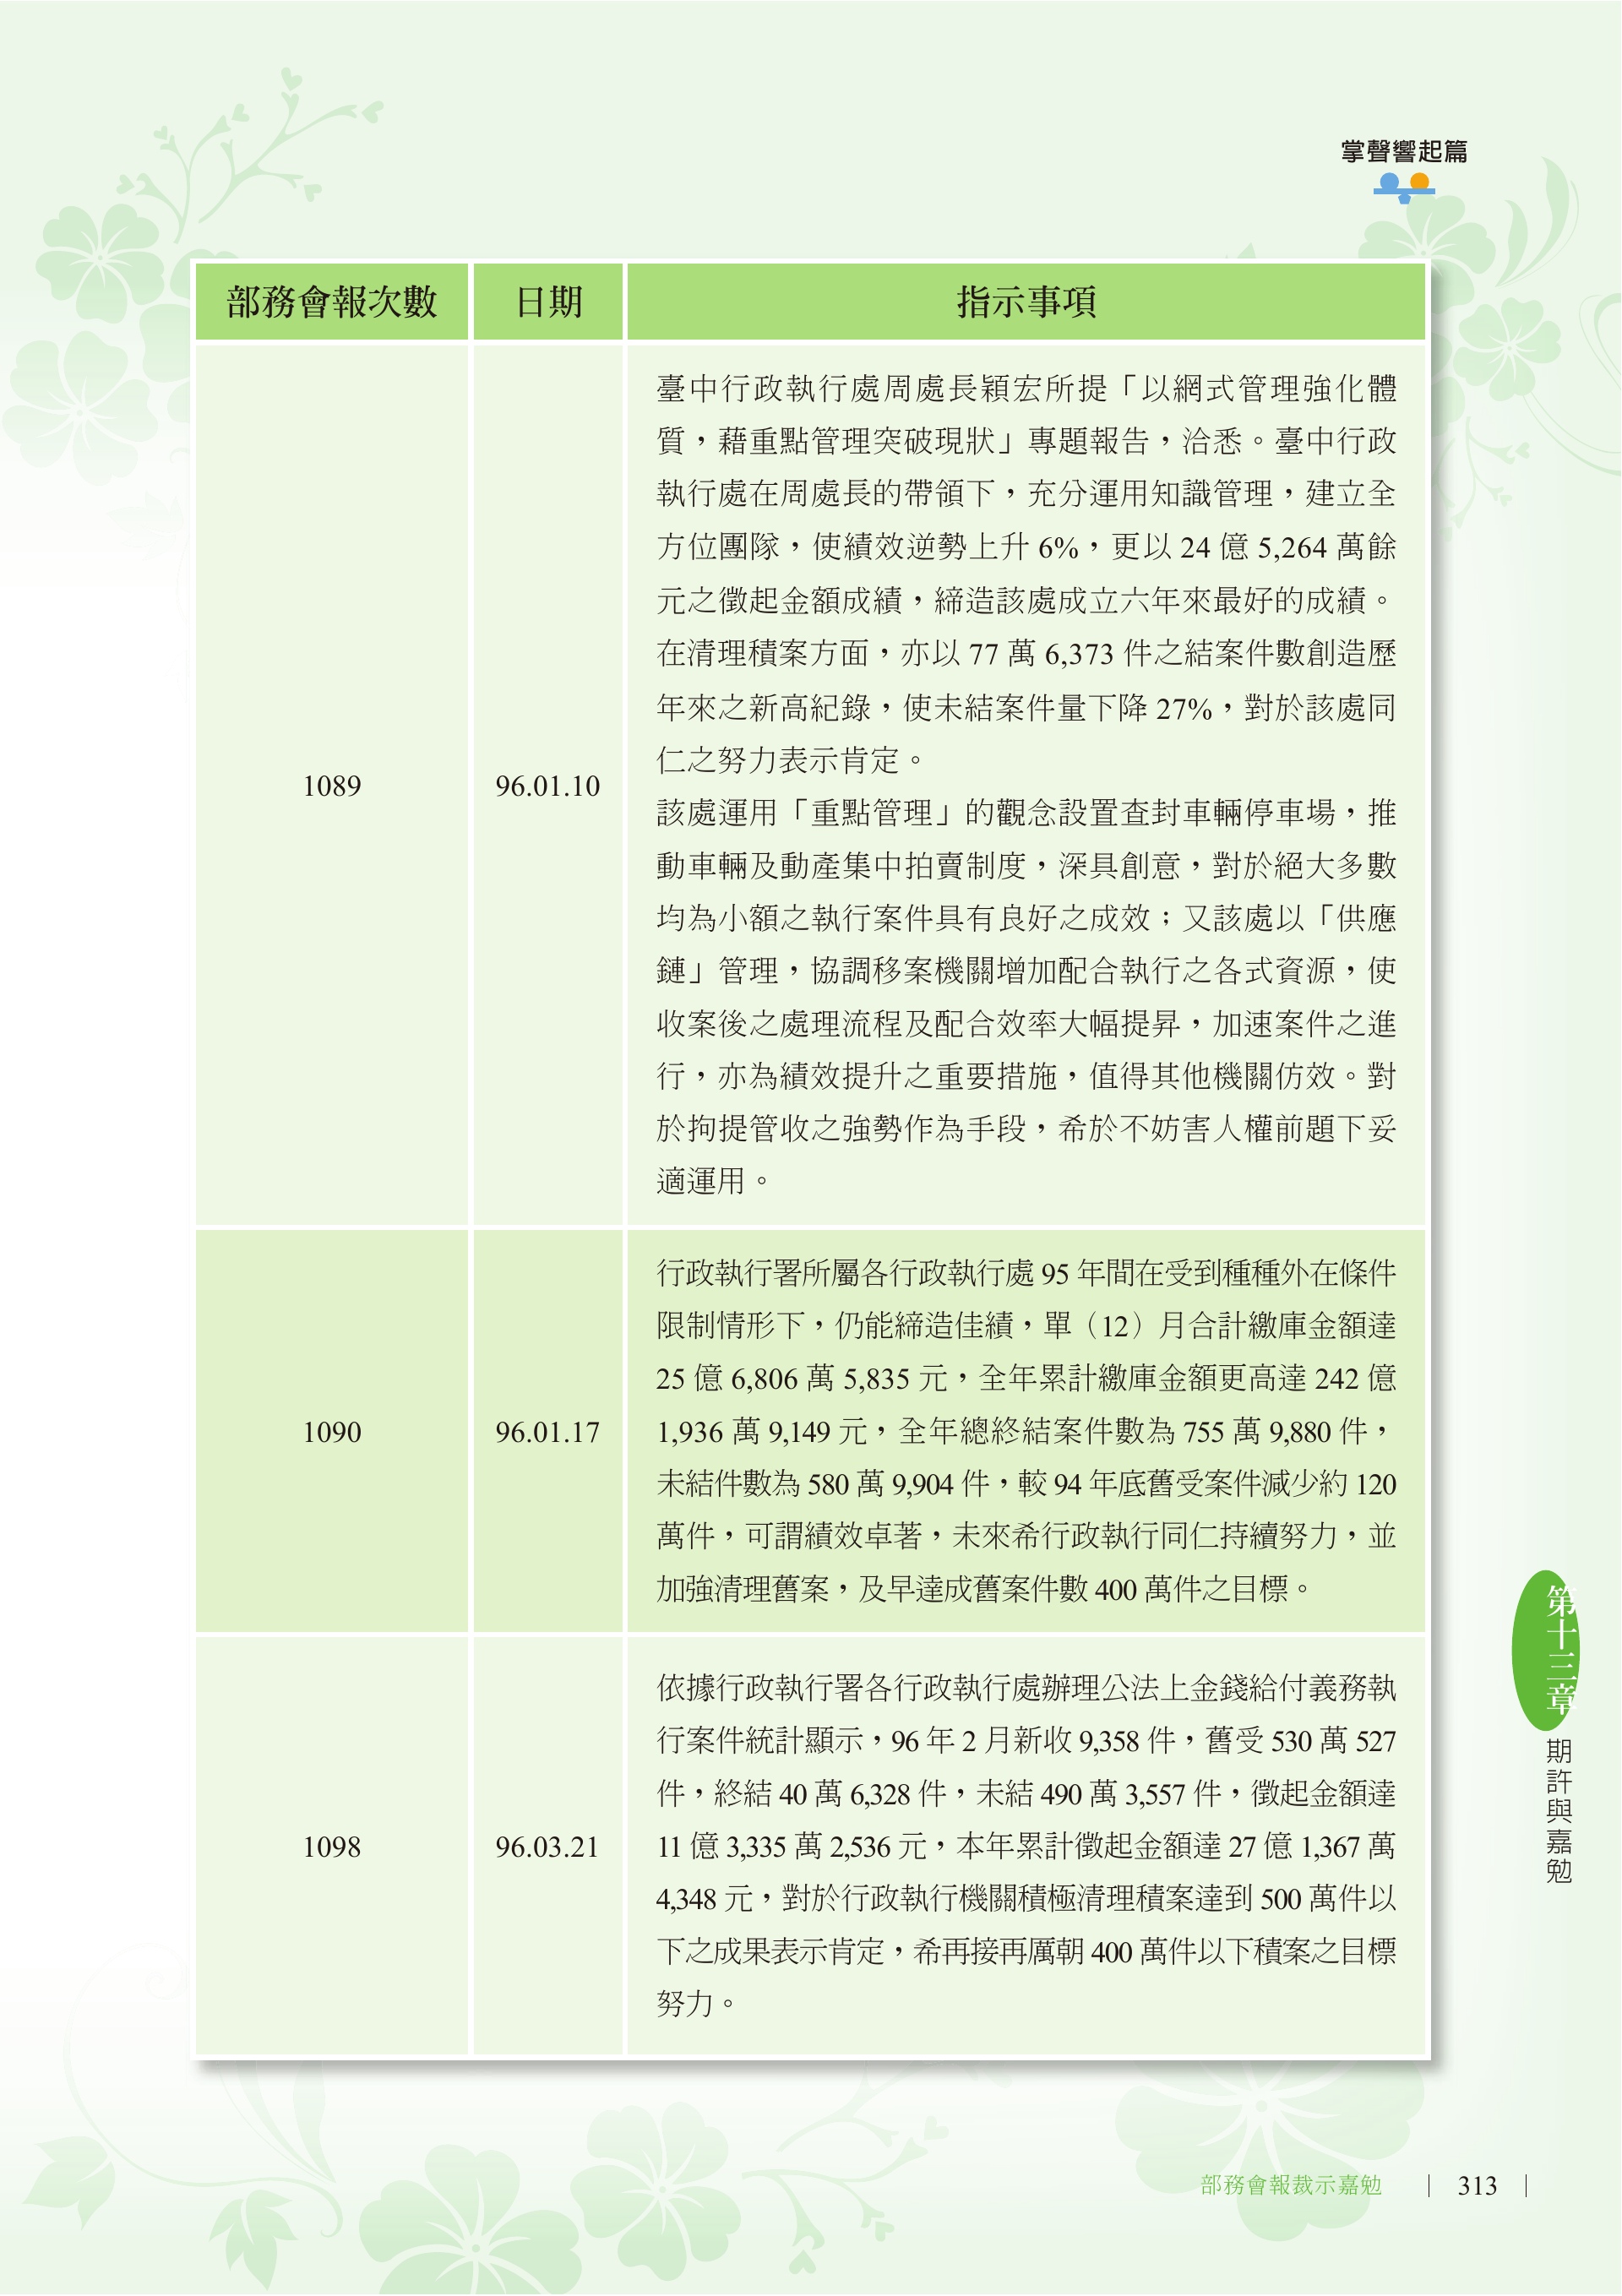 掌聲響起篇
部務會報次數
日期
指示事項
1089
96.01.10
臺中行政執行處周處長穎宏所提「以網式管理強化體
質，藉重點管理突破現狀」專題報告，洽悉。臺中行政
執行處在周處長的帶領下，充分運用知識管理，建立全
方位團隊，使績效逆勢上升 6%，更以 24 億 5,264 萬餘
元之徵起金額成績，締造該處成立六年來最好的成績。
在清理積案方面，亦以 77 萬 6,373 件之結案件數創造歷
年來之新高紀錄，使未結案件量下降 27%，對於該處同
仁之努力表示肯定。
該處運用「重點管理」的觀念設置查封車輛停車場，推
動車輛及動產集中拍賣制度，深具創意，對於絕大多數
均為小額之執行案件具有良好之成效；又該處以「供應
鏈」管理，協調移案機關增加配合執行之各式資源，使
收案後之處理流程及配合效率大幅提昇，加速案件之進
行，亦為績效提升之重要措施，值得其他機關仿效。對
於拘提管收之強勢作為手段，希於不妨害人權前題下妥
適運用。
1090
96.01.17
行政執行署所屬各行政執行處 95 年間在受到種種外在條件
限制情形下，仍能締造佳績，單（12）月合計繳庫金額達
25 億 6,806 萬 5,835 元，全年累計繳庫金額更高達 242 億
1,936 萬 9,149 元，全年總終結案件數為 755 萬 9,880 件，
未結件數為 580 萬 9,904 件，較 94 年底舊受案件減少約 120
萬件，可謂績效卓著，未來希行政執行同仁持續努力，並
加強清理舊案，及早達成舊案件數 400 萬件之目標。
1098
96.03.21
依據行政執行署各行政執行處辦理公法上金錢給付義務執
行案件統計顯示，96 年 2 月新收 9,358 件，舊受 530 萬 527
件，終結 40 萬 6,328 件，未結 490 萬 3,557 件，徵起金額達
11 億 3,335 萬 2,536 元，本年累計徵起金額達 27 億 1,367 萬
4,348 元，對於行政執行機關積極清理積案達到 500 萬件以
下之成果表示肯定，希再接再厲朝 400 萬件以下積案之目標
努力。
第十三章
期許與嘉勉
部務會報裁示嘉勉
313